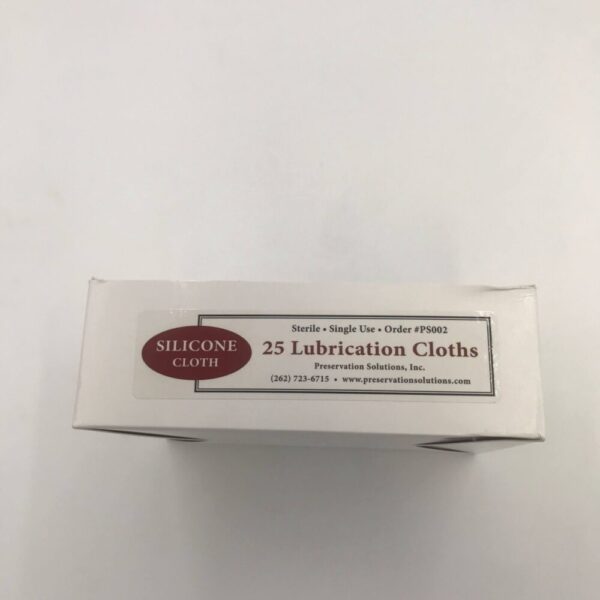 SILICONE
CLOTH
Sterile • Single Use • Order #PS002
25 Lubrication Cloths
Preservation Solutions, Inc.
(262) 723-6715 • www.preservationsolutions.com